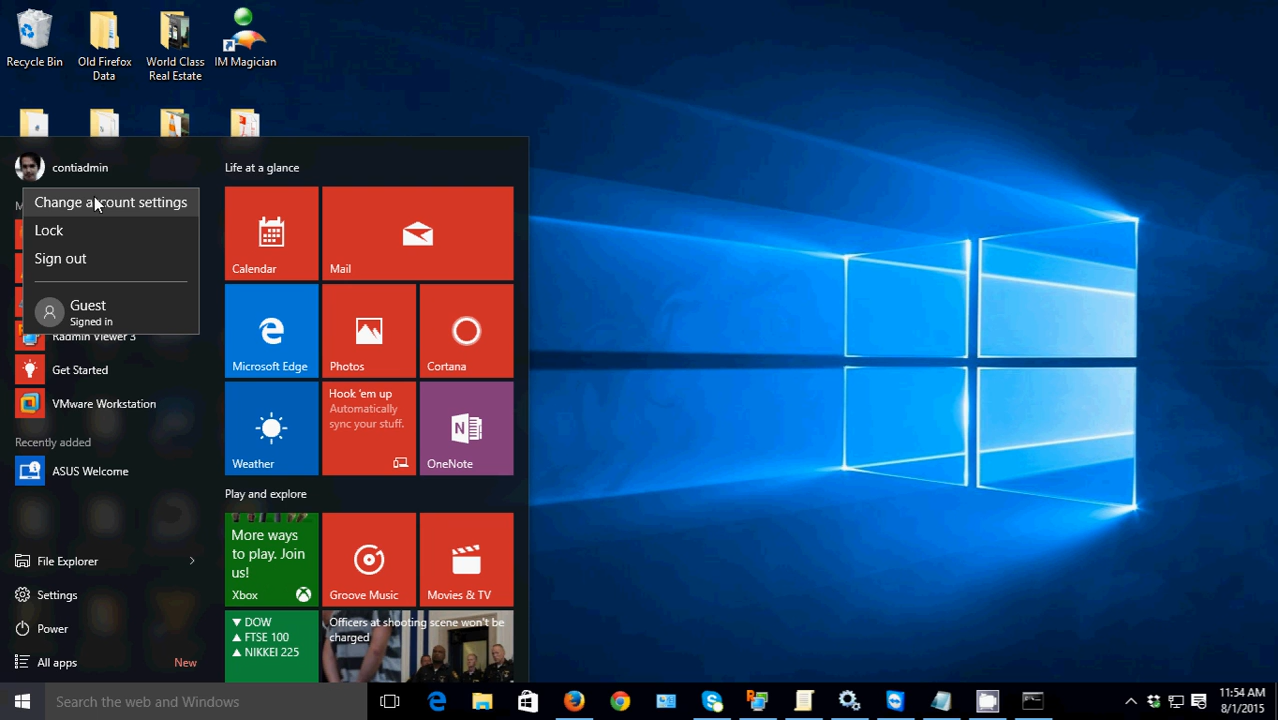 Recycle Bin
Old Firefox
Data
World Class
Real Estate
IM Magician
contiadmin
Change account settings
Lock
Sign out
Guest
Signed in
Radmin Viewer 3
Get Started
VMware Workstation
Recently added
ASUS Welcome
File Explorer
Settings
Power
All apps
New
Life at a glance
Calendar
Mail
Microsoft Edge
Photos
Cortana
Weather
Hook 'em up
Automatically
sync your stuff.
OneNote
Play and explore
More ways
to play. Join
us!
Xbox
Groove Music
Movies & TV
▼ DOW
▲ FTSE 100
▲ NIKKEI 225
Officers at shooting scene won't be
charged
Search the web and Windows
11:54 AM
8/1/2015